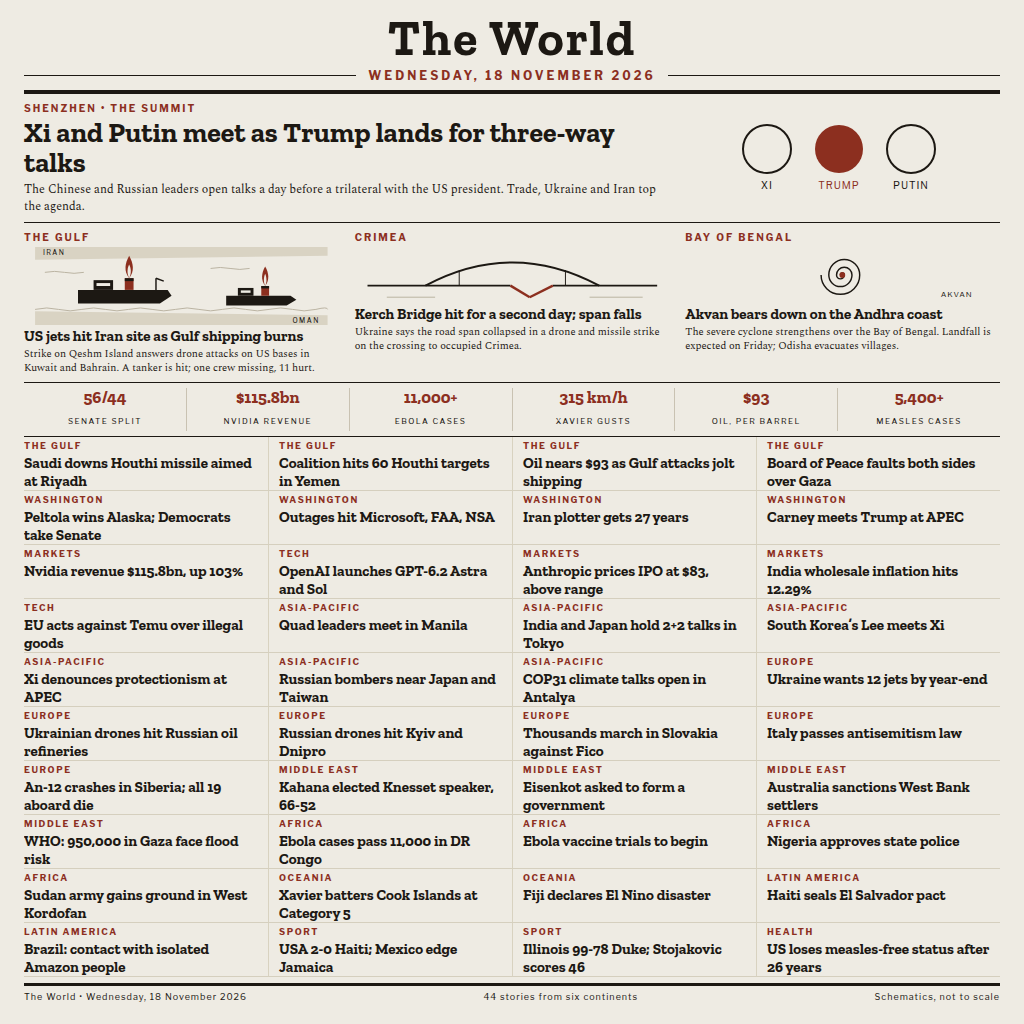 The World
WEDNESDAY, 18 NOVEMBER 2026
SHENZHEN • THE SUMMIT
Xi and Putin meet as Trump lands for three-way
talks
The Chinese and Russian leaders open talks a day before a trilateral with the US president. Trade, Ukraine and Iran top
the agenda.
XI
TRUMP
PUTIN
THE GULF
IRAN
OMAN
US jets hit Iran site as Gulf shipping burns
Strike on Qeshm Island answers drone attacks on US bases in
Kuwait and Bahrain. A tanker is hit; one crew missing, 11 hurt.
CRIMEA
Kerch Bridge hit for a second day; span falls
Ukraine says the road span collapsed in a drone and missile strike
on the crossing to occupied Crimea.
BAY OF BENGAL
AKVAN
Akvan bears down on the Andhra coast
The severe cyclone strengthens over the Bay of Bengal. Landfall is
expected on Friday; Odisha evacuates villages.
56/44
SENATE SPLIT
$115.8bn
NVIDIA REVENUE
11,000+
EBOLA CASES
315 km/h
XAVIER GUSTS
$93
OIL, PER BARREL
5,400+
MEASLES CASES
THE GULF
Saudi downs Houthi missile aimed
at Riyadh
THE GULF
Coalition hits 60 Houthi targets
in Yemen
THE GULF
Oil nears $93 as Gulf attacks jolt
shipping
THE GULF
Board of Peace faults both sides
over Gaza
WASHINGTON
Peltola wins Alaska; Democrats
take Senate
WASHINGTON
Outages hit Microsoft, FAA, NSA
WASHINGTON
Iran plotter gets 27 years
WASHINGTON
Carney meets Trump at APEC
MARKETS
Nvidia revenue $115.8bn, up 103%
TECH
OpenAI launches GPT-6.2 Astra
and Sol
MARKETS
Anthropic prices IPO at $83,
above range
MARKETS
India wholesale inflation hits
12.29%
TECH
EU acts against Temu over illegal
goods
ASIA-PACIFIC
Quad leaders meet in Manila
ASIA-PACIFIC
India and Japan hold 2+2 talks in
Tokyo
ASIA-PACIFIC
South Korea‘s Lee meets Xi
ASIA-PACIFIC
Xi denounces protectionism at
APEC
ASIA-PACIFIC
Russian bombers near Japan and
Taiwan
ASIA-PACIFIC
COP31 climate talks open in
Antalya
EUROPE
Ukraine wants 12 jets by year-end
EUROPE
Ukrainian drones hit Russian oil
refineries
EUROPE
Russian drones hit Kyiv and
Dnipro
EUROPE
Thousands march in Slovakia
against Fico
EUROPE
Italy passes antisemitism law
EUROPE
An-12 crashes in Siberia; all 19
aboard die
MIDDLE EAST
Kahana elected Knesset speaker,
66-52
MIDDLE EAST
Eisenkot asked to form a
government
MIDDLE EAST
Australia sanctions West Bank
settlers
MIDDLE EAST
WHO: 950,000 in Gaza face flood
risk
AFRICA
Ebola cases pass 11,000 in DR
Congo
AFRICA
Ebola vaccine trials to begin
AFRICA
Nigeria approves state police
AFRICA
Sudan army gains ground in West
Kordofan
OCEANIA
Xavier batters Cook Islands at
Category 5
OCEANIA
Fiji declares El Nino disaster
LATIN AMERICA
Haiti seals El Salvador pact
LATIN AMERICA
Brazil: contact with isolated
Amazon people
SPORT
USA 2-0 Haiti; Mexico edge
Jamaica
SPORT
Illinois 99-78 Duke; Stojakovic
scores 46
HEALTH
US loses measles-free status after
26 years
The World · Wednesday, 18 November 2026
44 stories from six continents
Schematics, not to scale